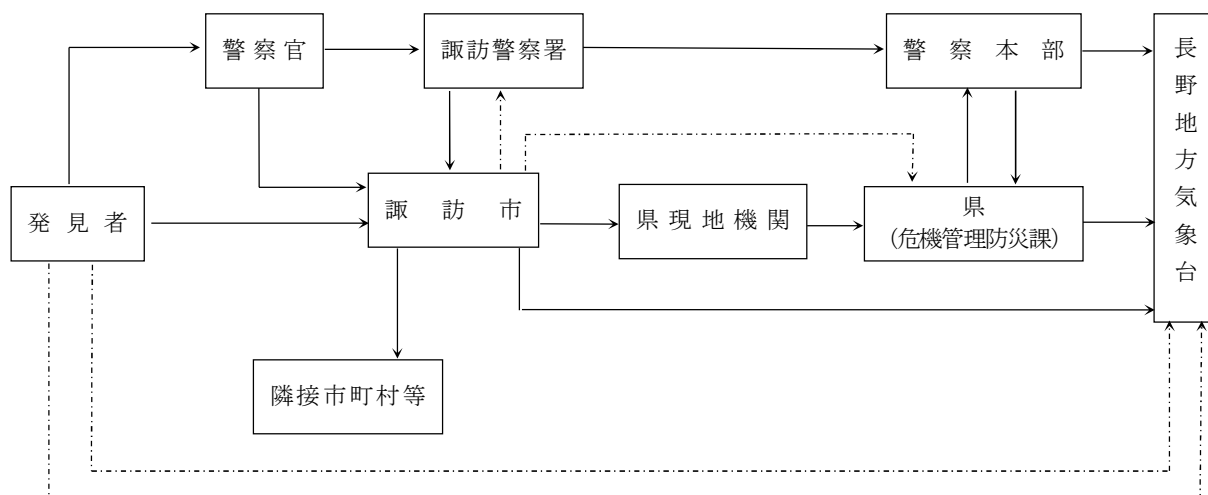 警察官
諏訪警察署
警察本部
長野地方気象台
発見者
諏訪市
県現地機関
県
(危機管理防災課)
隣接市町村等